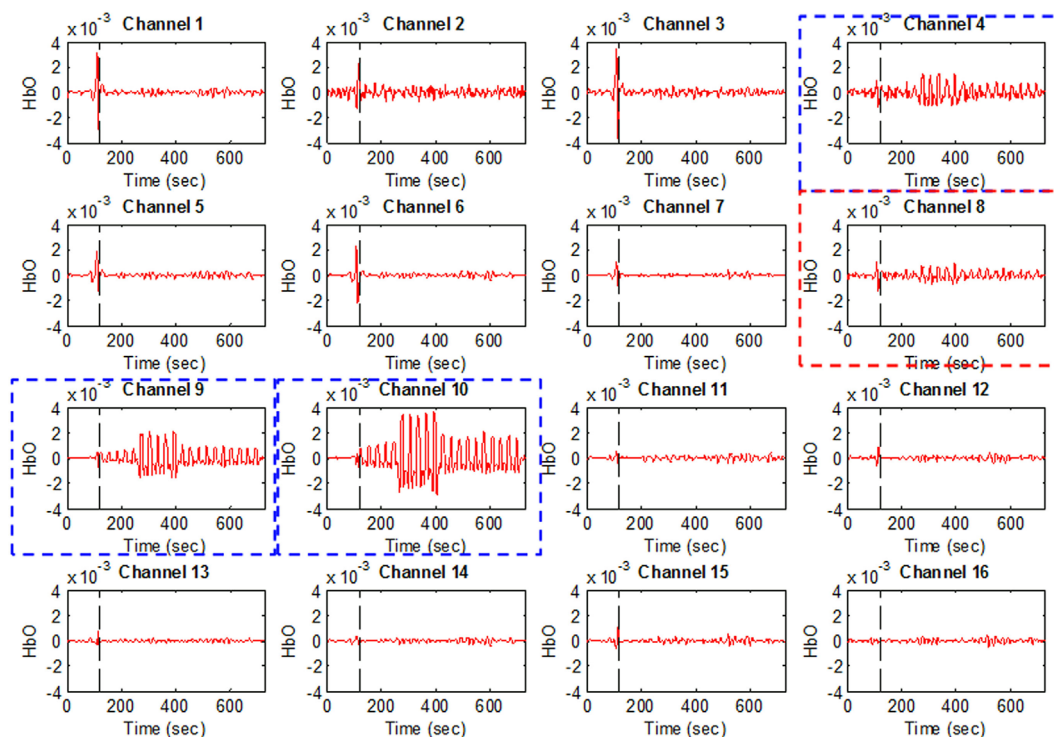 x 10⁻³ Channel 1
x 10⁻³ Channel 2
x 10⁻³ Channel 3
x 10⁻³ Channel 4
4
2
0
-2
-4
HbO
0 200 400 600
Time (sec)
4
2
0
-2
-4
HbO
0 200 400 600
Time (sec)
4
2
0
-2
-4
HbO
0 200 400 600
Time (sec)
4
2
0
-2
-4
HbO
0 200 400 600
Time (sec)
x 10⁻³ Channel 5
x 10⁻³ Channel 6
x 10⁻³ Channel 7
x 10⁻³ Channel 8
4
2
0
-2
-4
HbO
0 200 400 600
Time (sec)
4
2
0
-2
-4
HbO
0 200 400 600
Time (sec)
4
2
0
-2
-4
HbO
0 200 400 600
Time (sec)
4
2
0
-2
-4
HbO
0 200 400 600
Time (sec)
x 10⁻³ Channel 9
x 10⁻³ Channel 10
x 10⁻³ Channel 11
x 10⁻³ Channel 12
4
2
0
-2
-4
HbO
0 200 400 600
Time (sec)
4
2
0
-2
-4
HbO
0 200 400 600
Time (sec)
4
2
0
-2
-4
HbO
0 200 400 600
Time (sec)
4
2
0
-2
-4
HbO
0 200 400 600
Time (sec)
x 10⁻³ Channel 13
x 10⁻³ Channel 14
x 10⁻³ Channel 15
x 10⁻³ Channel 16
4
2
0
-2
-4
HbO
0 200 400 600
Time (sec)
4
2
0
-2
-4
HbO
0 200 400 600
Time (sec)
4
2
0
-2
-4
HbO
0 200 400 600
Time (sec)
4
2
0
-2
-4
HbO
0 200 400 600
Time (sec)